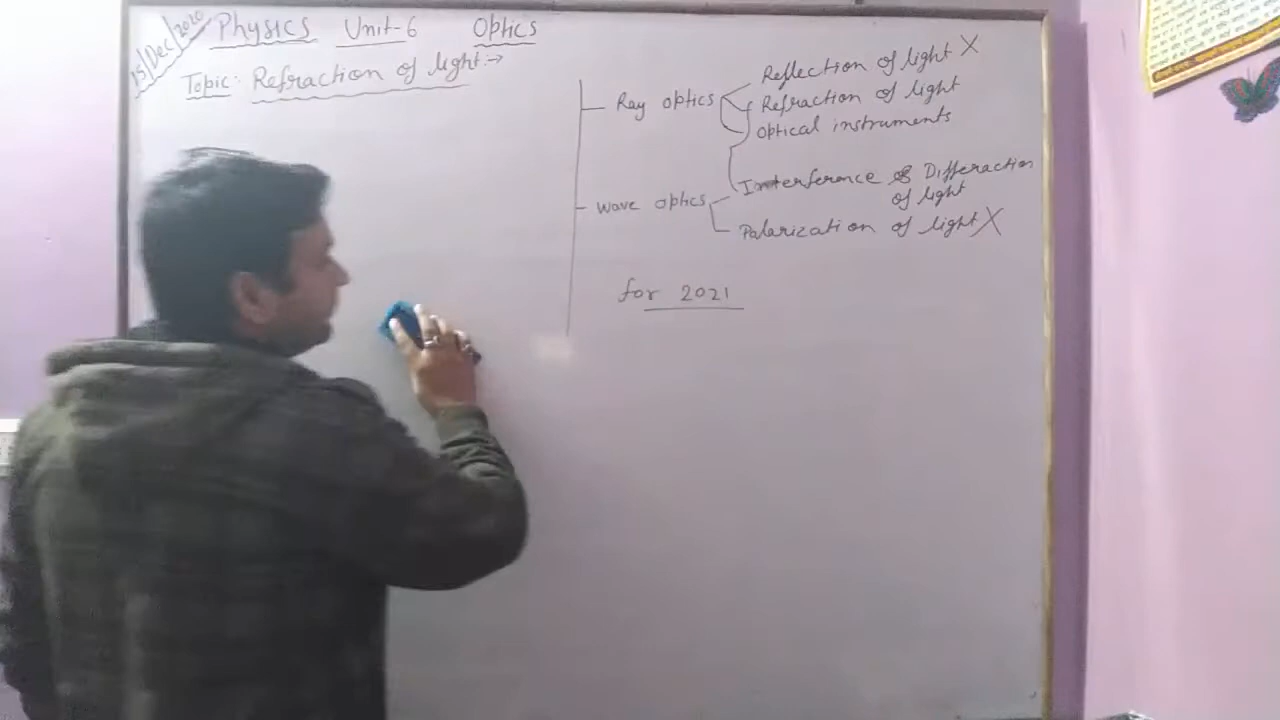 15/Dec/2020
Physics Unit-6 Optics
Topic: Refraction of light:→
Ray optics
Reflection of light X
Refraction of light
Optical instruments
Wave optics
Interference & Differaction
of light
Palarization of light X
for 2021